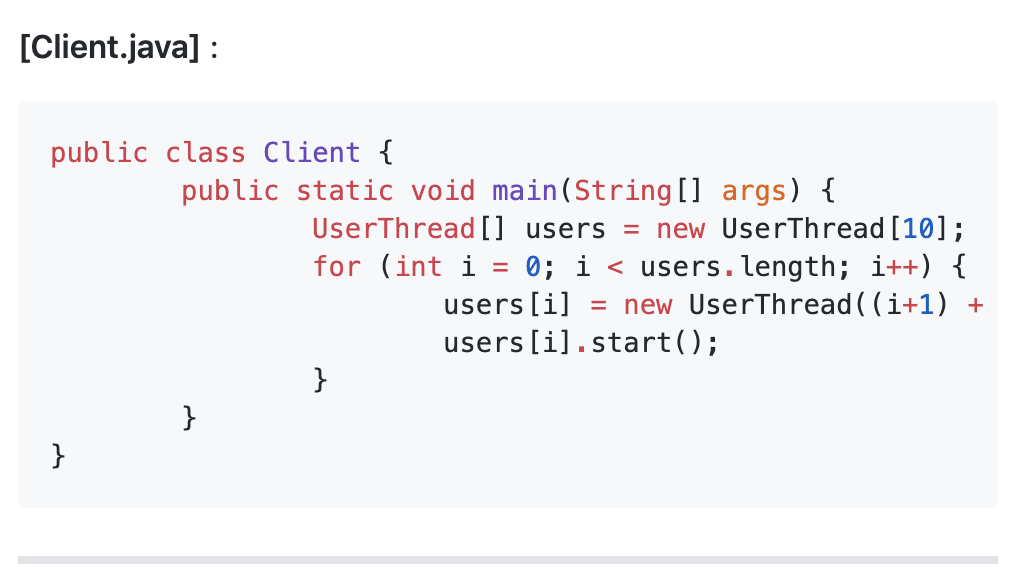 [Client.java] :
public class Client {
        public static void main(String[] args) {
                UserThread[] users = new UserThread[10];
                for (int i = 0; i < users.length; i++) {
                        users[i] = new UserThread((i+1) +
                        users[i].start();
                }
        }
}